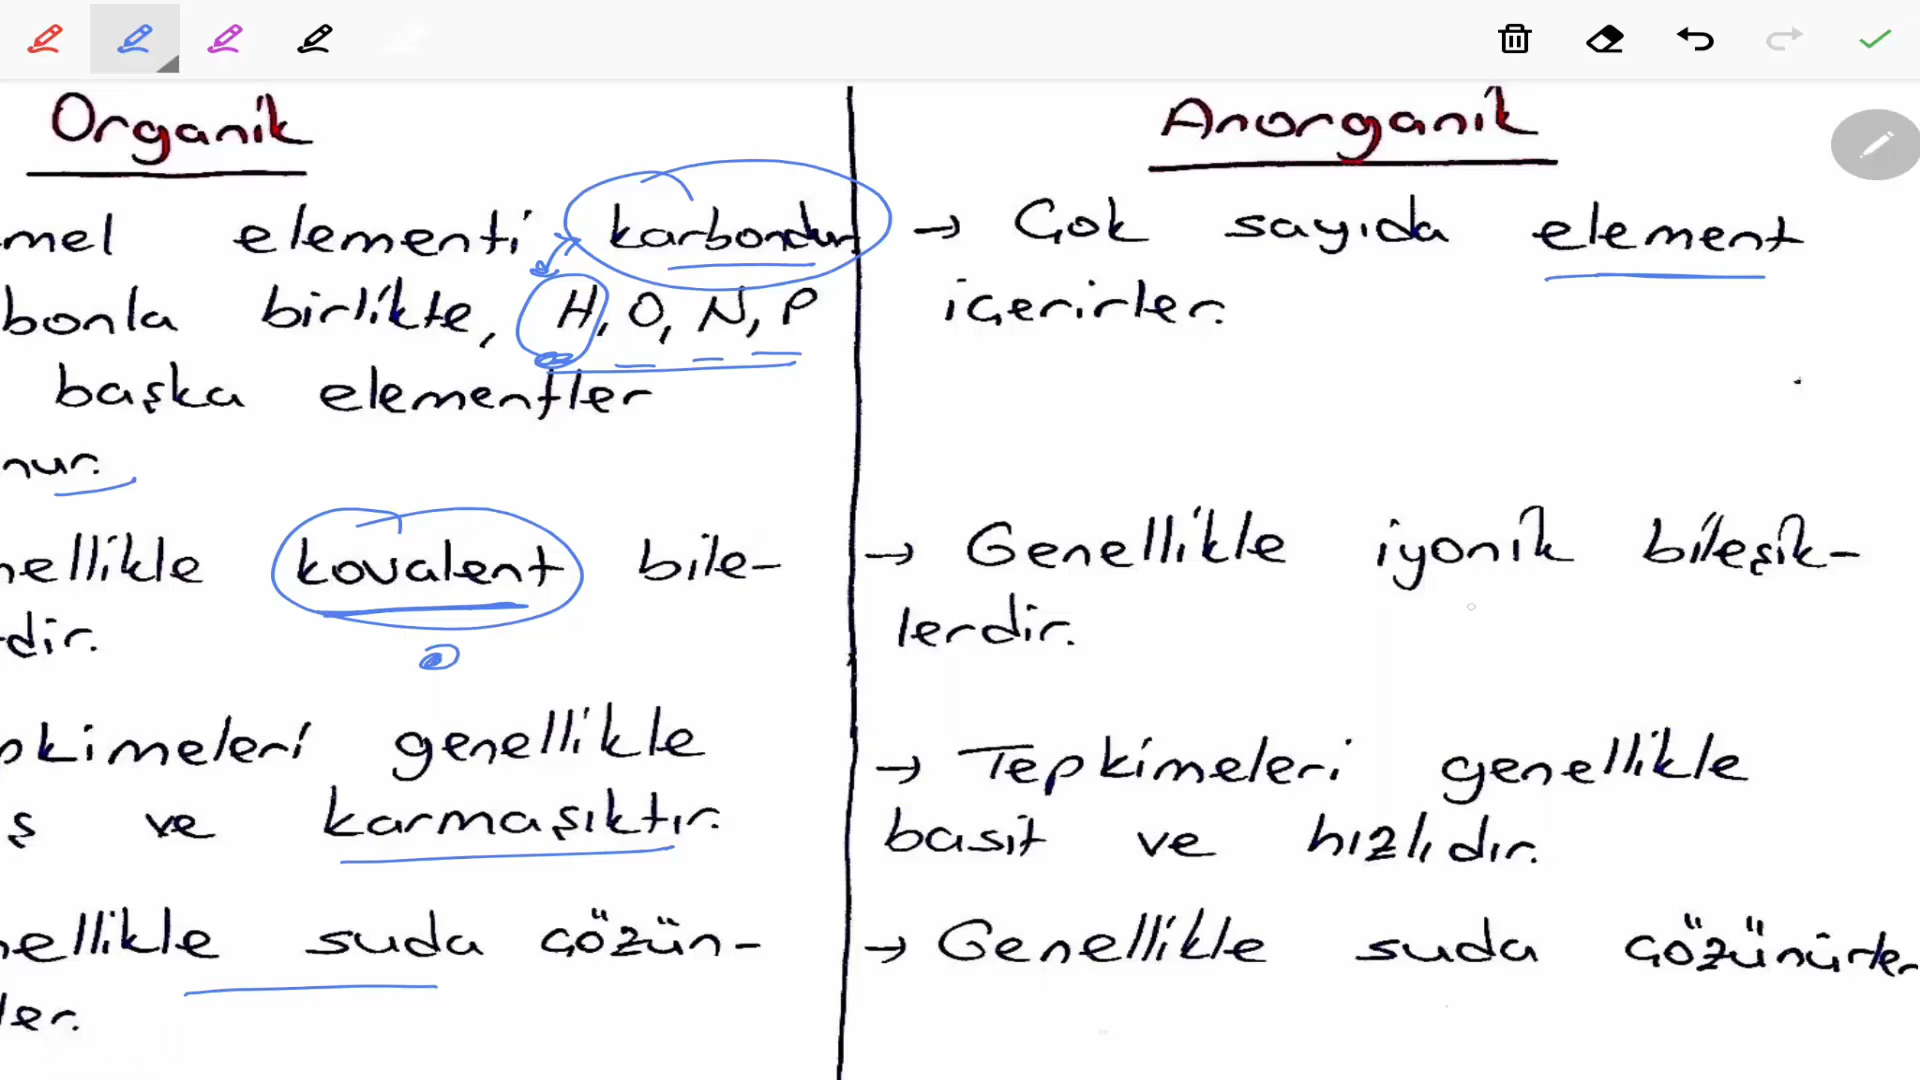 Organik
mel elementi karbondur.
bonla birlikte, H, O, N, P
başka elementler
nur.
nellikle kovalent bile-
dir.
pkimeleri genellikle
ş ve karmaşıktır.
nellikle suda çözün-
ler.
Anorganik
→ Çok sayıda element
içerirler.
→ Genellikle iyonik bileşik-
lerdir.
→ Tepkimeleri genellikle
basit ve hızlıdır.
→ Genellikle suda çözünürler